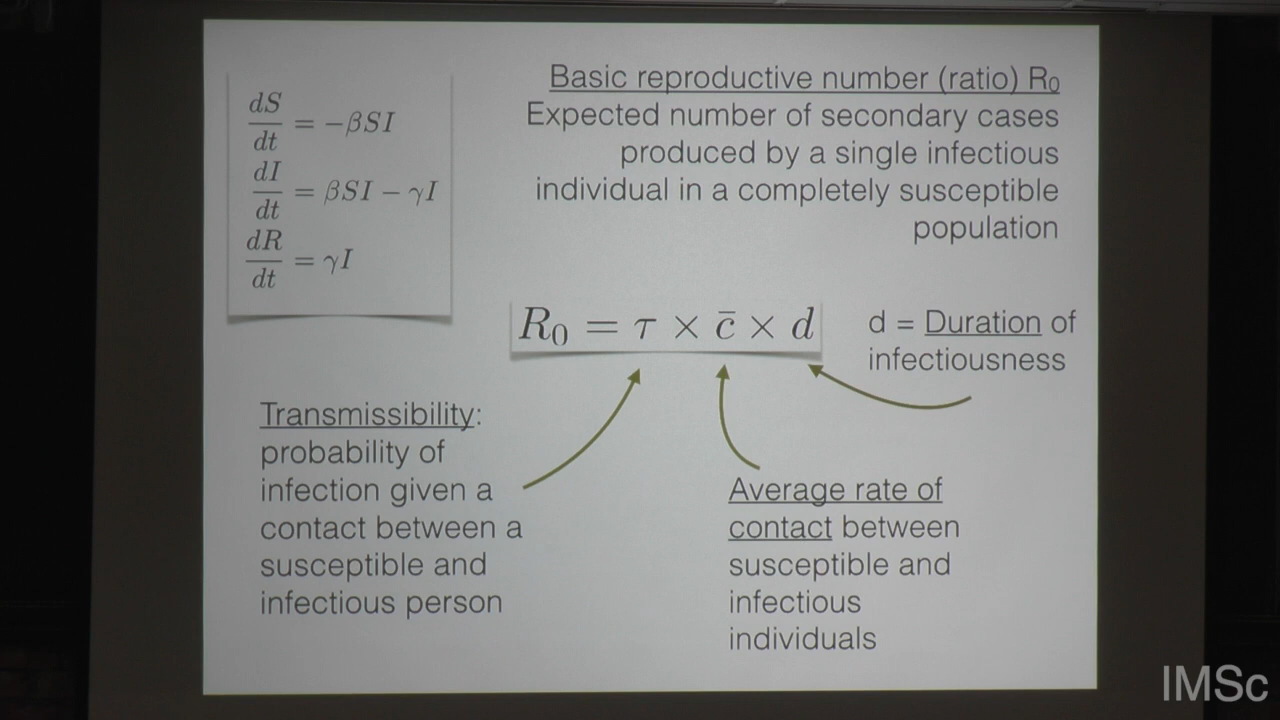 dS/dt = −βSI
dI/dt = βSI − γI
dR/dt = γI
Basic reproductive number (ratio) R₀
Expected number of secondary cases
produced by a single infectious
individual in a completely susceptible
population
R₀ = τ × c̄ × d
d = Duration of
infectiousness
Transmissibility:
probability of
infection given a
contact between a
susceptible and
infectious person
Average rate of
contact between
susceptible and
infectious
individuals
IMSc